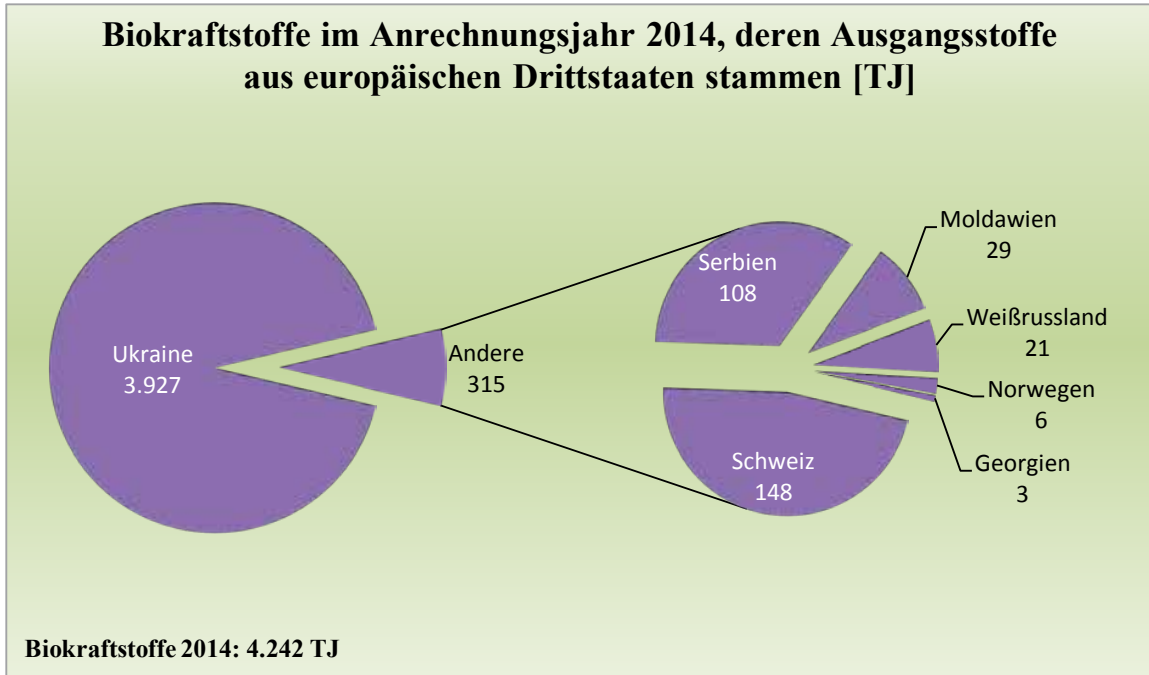 Biokraftstoffe im Anrechnungsjahr 2014, deren Ausgangsstoffe
aus europäischen Drittstaaten stammen [TJ]
Ukraine
3.927
Andere
315
Serbien
108
Moldawien
29
Weißrussland
21
Norwegen
6
Georgien
3
Schweiz
148
Biokraftstoffe 2014: 4.242 TJ